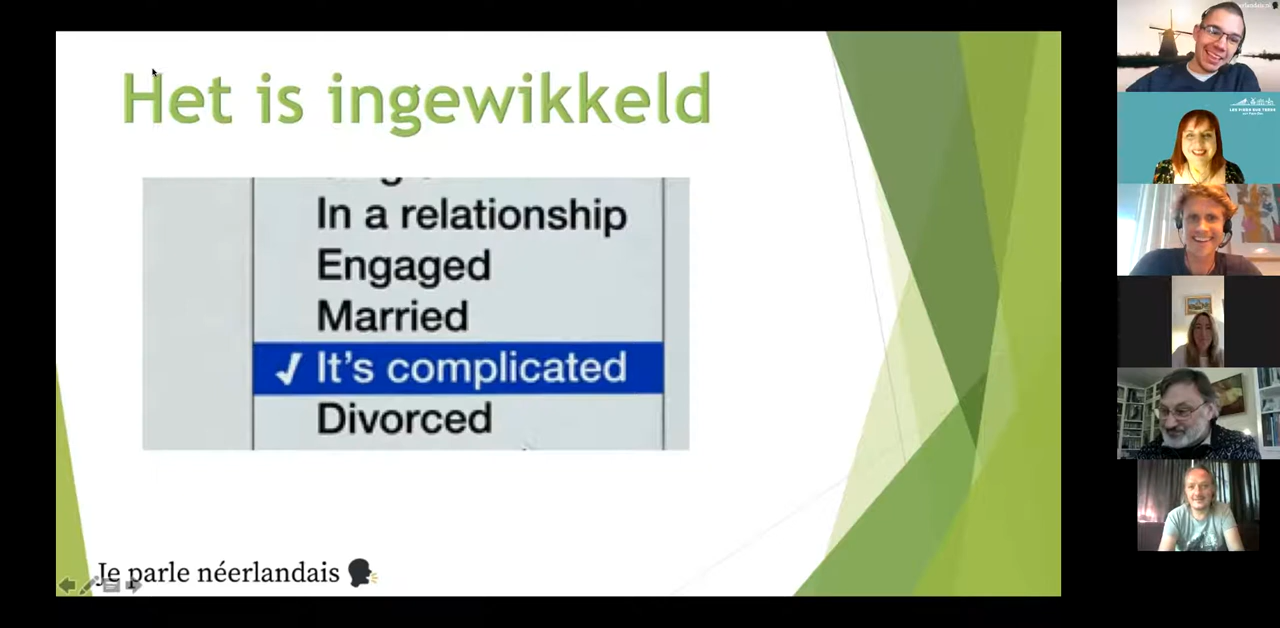 Het is ingewikkeld
In a relationship
Engaged
Married
✓ It's complicated
Divorced
Je parle néerlandais